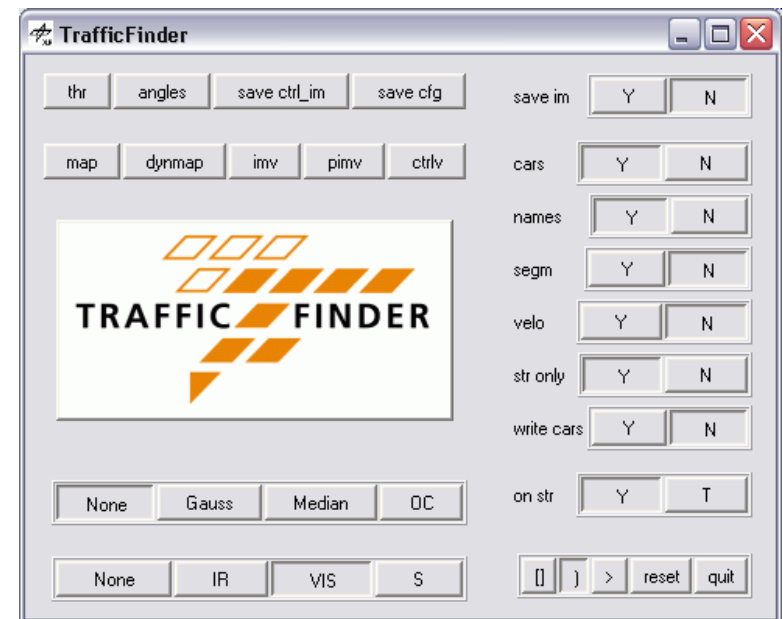 TrafficFinder
thr angles save ctrl_im save cfg
save im Y N
map dynmap imv pimv ctrlv
cars Y N
names Y N
segm Y N
TRAFFIC FINDER
velo Y N
str only Y N
write cars Y N
None Gauss Median OC
on str Y T
None IR VIS S
[] ) > reset quit